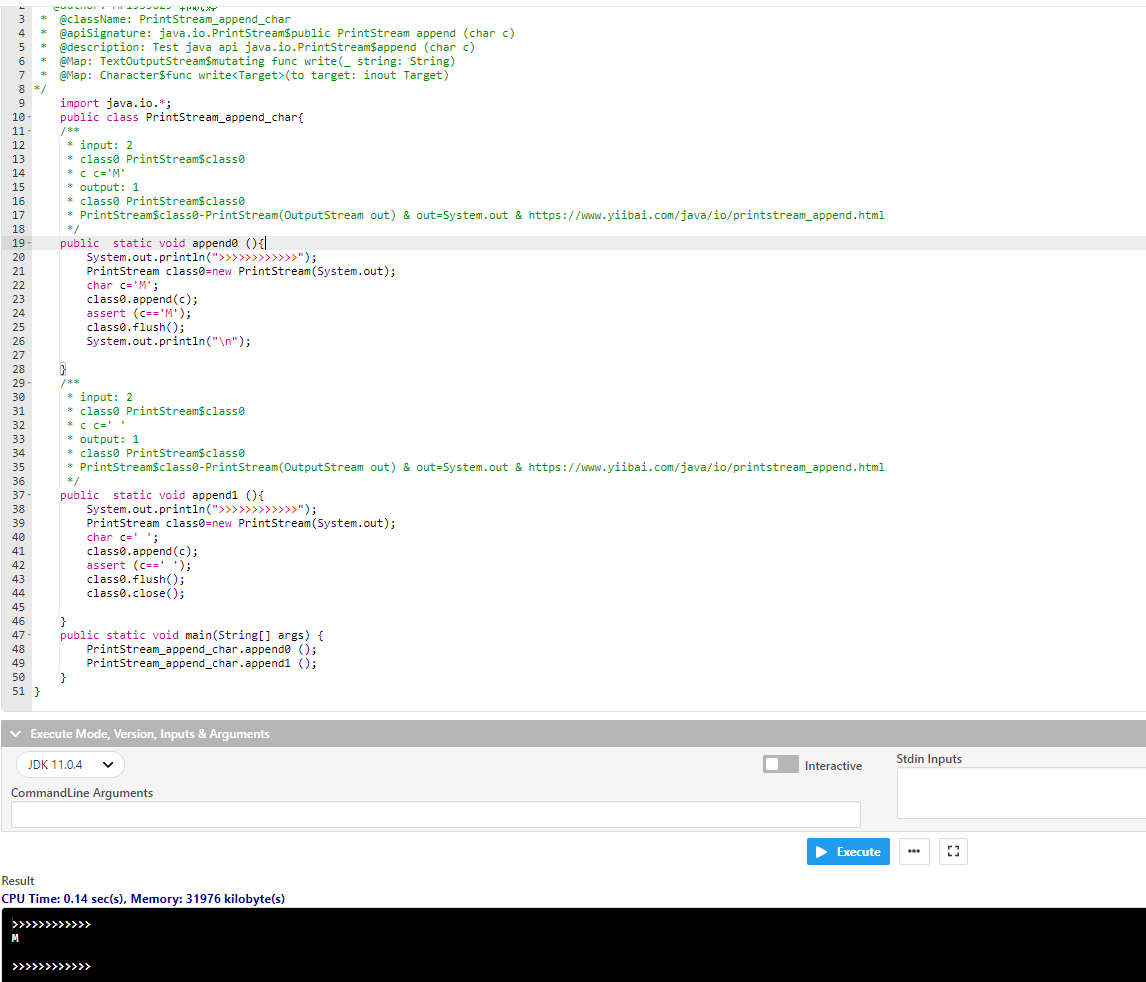 3 * @className: PrintStream_append_char
4 * @apiSignature: java.io.PrintStream$public PrintStream append (char c)
5 * @description: Test java api java.io.PrintStream$append (char c)
6 * @Map: TextOutputStream$mutating func write(_ string: String)
7 * @Map: Character$func write<Target>(to target: inout Target)
8 */
9 import java.io.*;
10 public class PrintStream_append_char{
11 /**
12 * input: 2
13 * class0 PrintStream$class0
14 * c c='M'
15 * output: 1
16 * class0 PrintStream$class0
17 * PrintStream$class0-PrintStream(OutputStream out) & out=System.out & https://www.yiibai.com/java/io/printstream_append.html
18 */
19 public  static void append0 (){
20 System.out.println(">>>>>>>>>>>>");
21 PrintStream class0=new PrintStream(System.out);
22 char c='M';
23 class0.append(c);
24 assert (c=='M');
25 class0.flush();
26 System.out.println("\n");
27
28 }
29 /**
30 * input: 2
31 * class0 PrintStream$class0
32 * c c=' '
33 * output: 1
34 * class0 PrintStream$class0
35 * PrintStream$class0-PrintStream(OutputStream out) & out=System.out & https://www.yiibai.com/java/io/printstream_append.html
36 */
37 public  static void append1 (){
38 System.out.println(">>>>>>>>>>>>");
39 PrintStream class0=new PrintStream(System.out);
40 char c=' ';
41 class0.append(c);
42 assert (c==' ');
43 class0.flush();
44 class0.close();
45
46 }
47 public static void main(String[] args) {
48 PrintStream_append_char.append0 ();
49 PrintStream_append_char.append1 ();
50 }
51 }
Execute Mode, Version, Inputs & Arguments
JDK 11.0.4
Interactive
Stdin Inputs
CommandLine Arguments
Execute
Result
CPU Time: 0.14 sec(s), Memory: 31976 kilobyte(s)
>>>>>>>>>>>>
M
>>>>>>>>>>>>